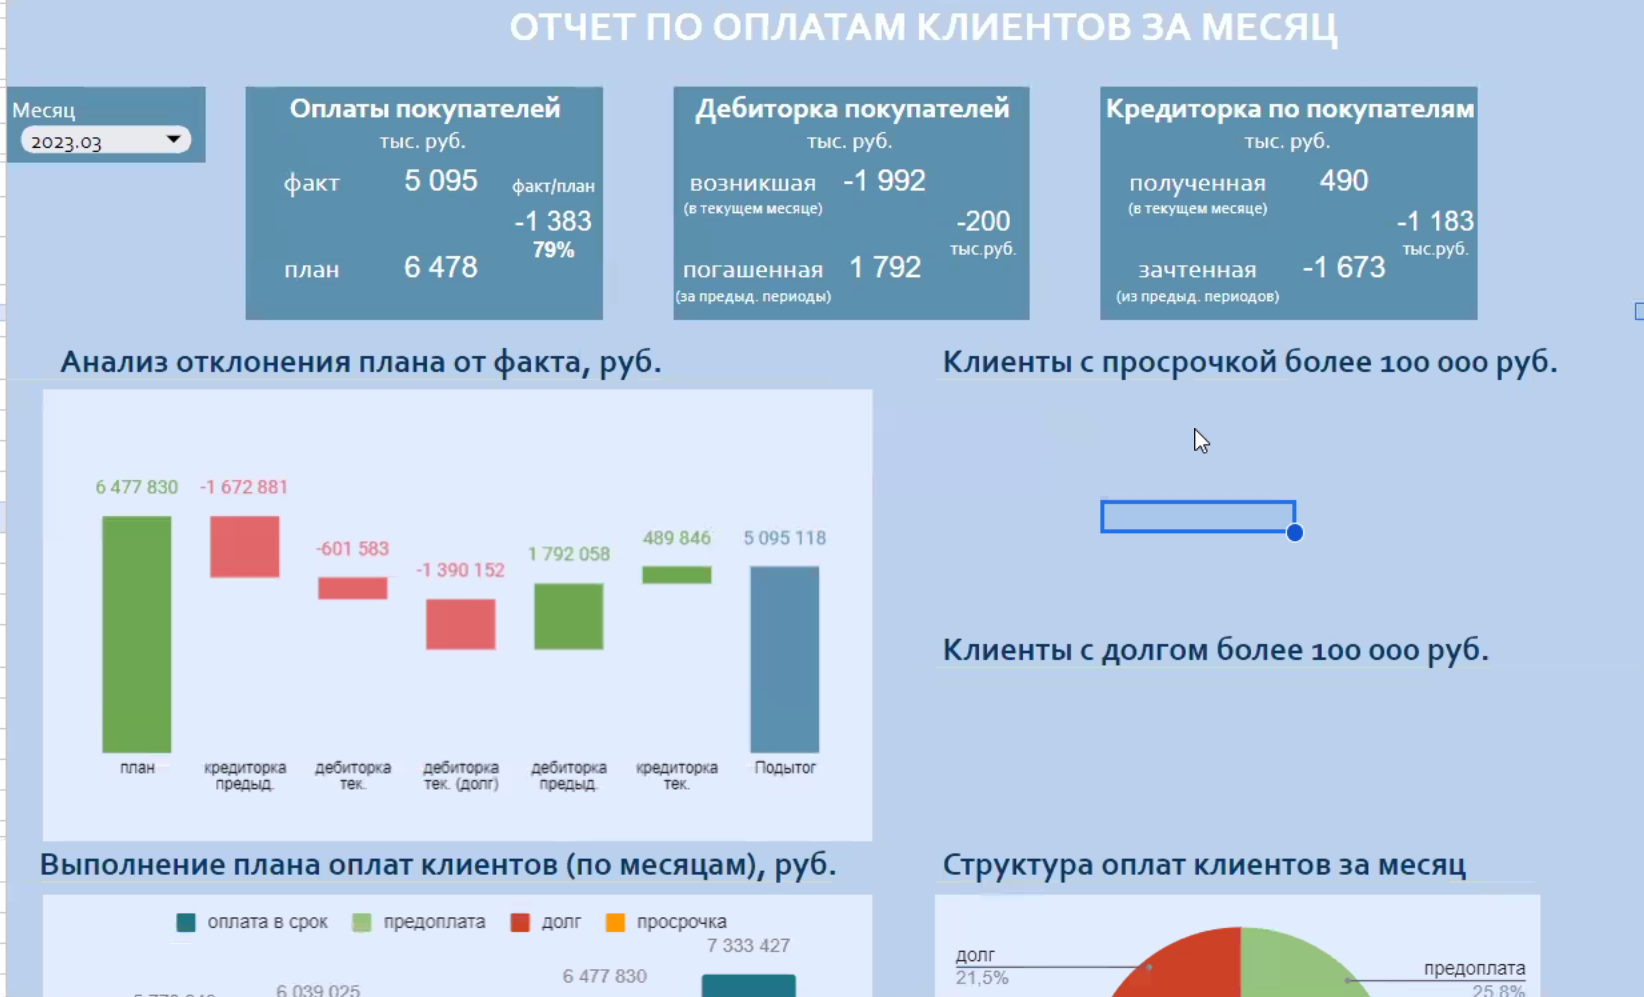 ОТЧЕТ ПО ОПЛАТАМ КЛИЕНТОВ ЗА МЕСЯЦ
Месяц
2023.03
Оплаты покупателей
тыс. руб.
факт 5 095 факт/план
-1 383
79%
план 6 478
Дебиторка покупателей
тыс. руб.
возникшая -1 992
(в текущем месяце)
-200
тыс.руб.
погашенная 1 792
(за предыд. периоды)
Кредиторка по покупателям
тыс. руб.
полученная 490
(в текущем месяце)
-1 183
тыс.руб.
зачтенная -1 673
(из предыд. периодов)
Анализ отклонения плана от факта, руб.
6 477 830 -1 672 881 -601 583 -1 390 152 1 792 058 489 846 5 095 118
план
кредиторка
предыд.
дебиторка
тек.
дебиторка
тек. (долг)
дебиторка
предыд.
кредиторка
тек.
Подытог
Клиенты с просрочкой более 100 000 руб.
Клиенты с долгом более 100 000 руб.
Выполнение плана оплат клиентов (по месяцам), руб.
оплата в срок предоплата долг просрочка
7 333 427
6 477 830
6 039 025
Структура оплат клиентов за месяц
долг
21,5%
предоплата
25,8%